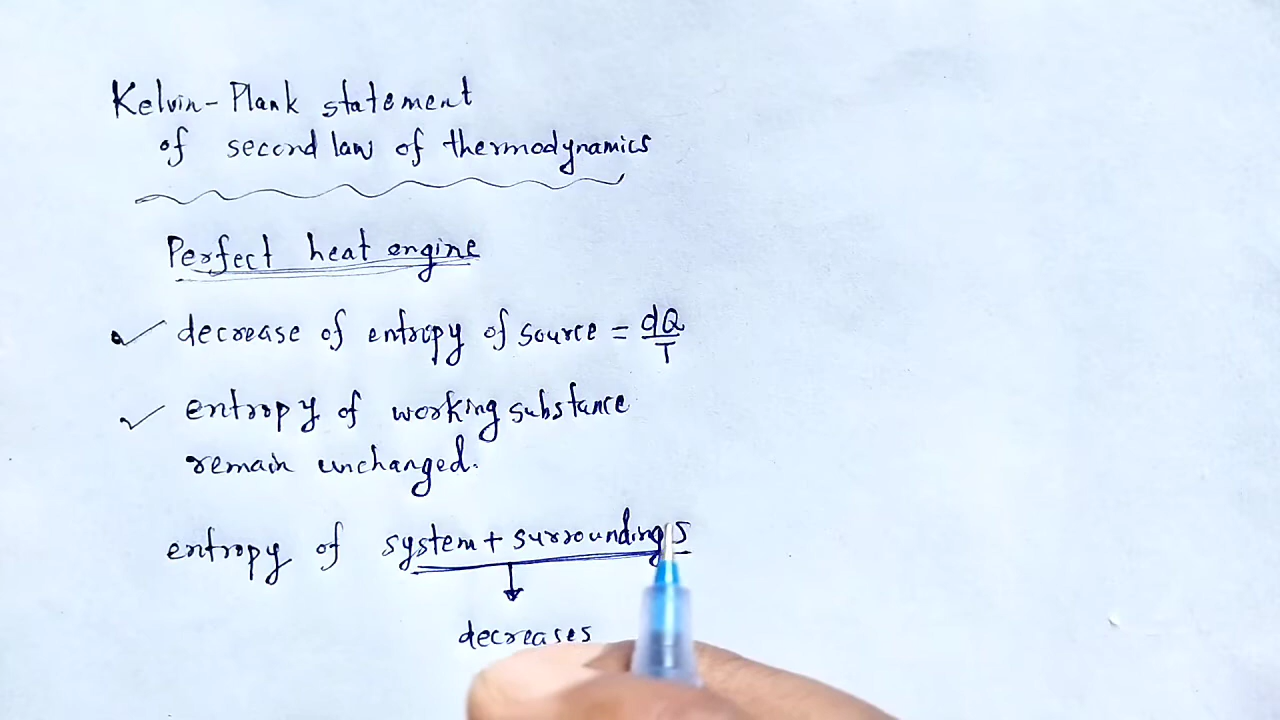 Kelvin-Plank statement
of second law of thermodynamics
Perfect heat engine
decrease of entropy of source = dQ/T
entropy of working substance
remain unchanged.
entropy of system + surroundings
decreases